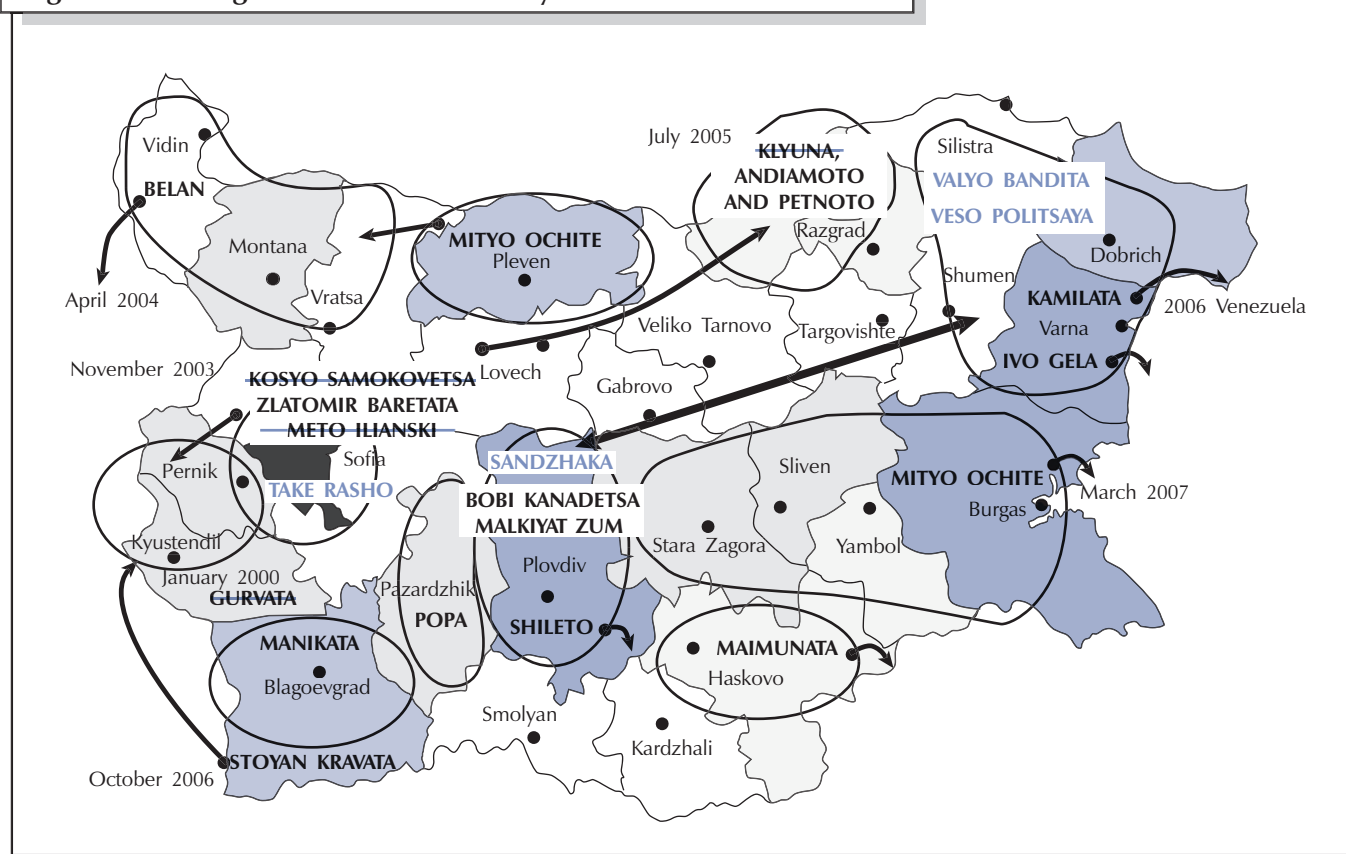 July 2005
KLYUNA,
ANDIAMOTO
AND PETNOTO
Silistra
VALYO BANDITA
VESO POLITSAYA
Vidin
BELAN
Montana
MITYO OCHITE
Pleven
Razgrad
Dobrich
April 2004
Vratsa
Shumen
KAMILATA
2006 Venezuela
Varna
IVO GELA
Veliko Tarnovo
Targovishte
November 2003
Lovech
Gabrovo
KOSYO SAMOKOVETSA
ZLATOMIR BARETATA
METO ILIANSKI
Sofia
TAKE RASHO
Pernik
SANDZHAKA
BOBI KANADETSA
MALKIYAT ZUM
Sliven
MITYO OCHITE
Burgas
March 2007
Kyustendil
January 2000
GURVATA
Pazardzhik
POPA
Plovdiv
SHILETO
Stara Zagora
Yambol
MANIKATA
Blagoevgrad
MAIMUNATA
Haskovo
Smolyan
Kardzhali
STOYAN KRAVATA
October 2006